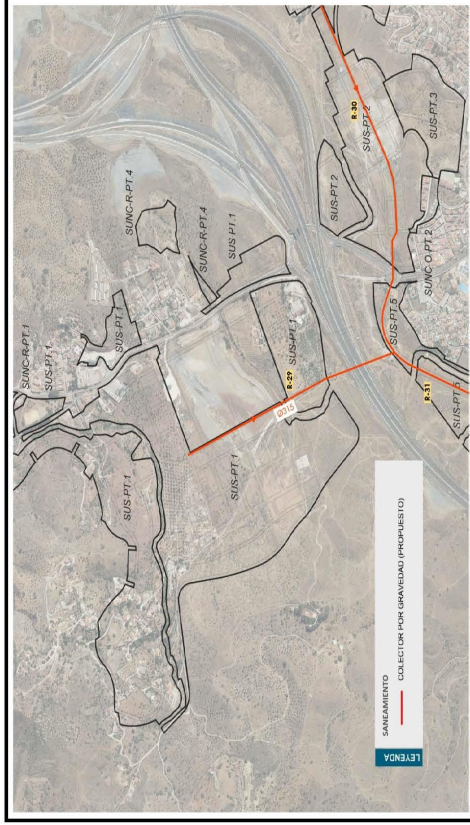 SUNC-R-PT.1
SUS-PT.1
SUNC-R-PT.4
SUS-PT.1
SUNC-R-PT.4
SUS PT.1
SUS-PT.1
SUS-PT.1
R-29
Ø315
SUS-PT.1
SUS-PT.2
R-30
SUS-PT.2
SUS-PT.3
SUNC-O PT.2
SUS-PT.5
R-31
SUS-PT.6
LEYENDA
SANEAMIENTO
COLECTOR POR GRAVEDAD (PROPUESTO)